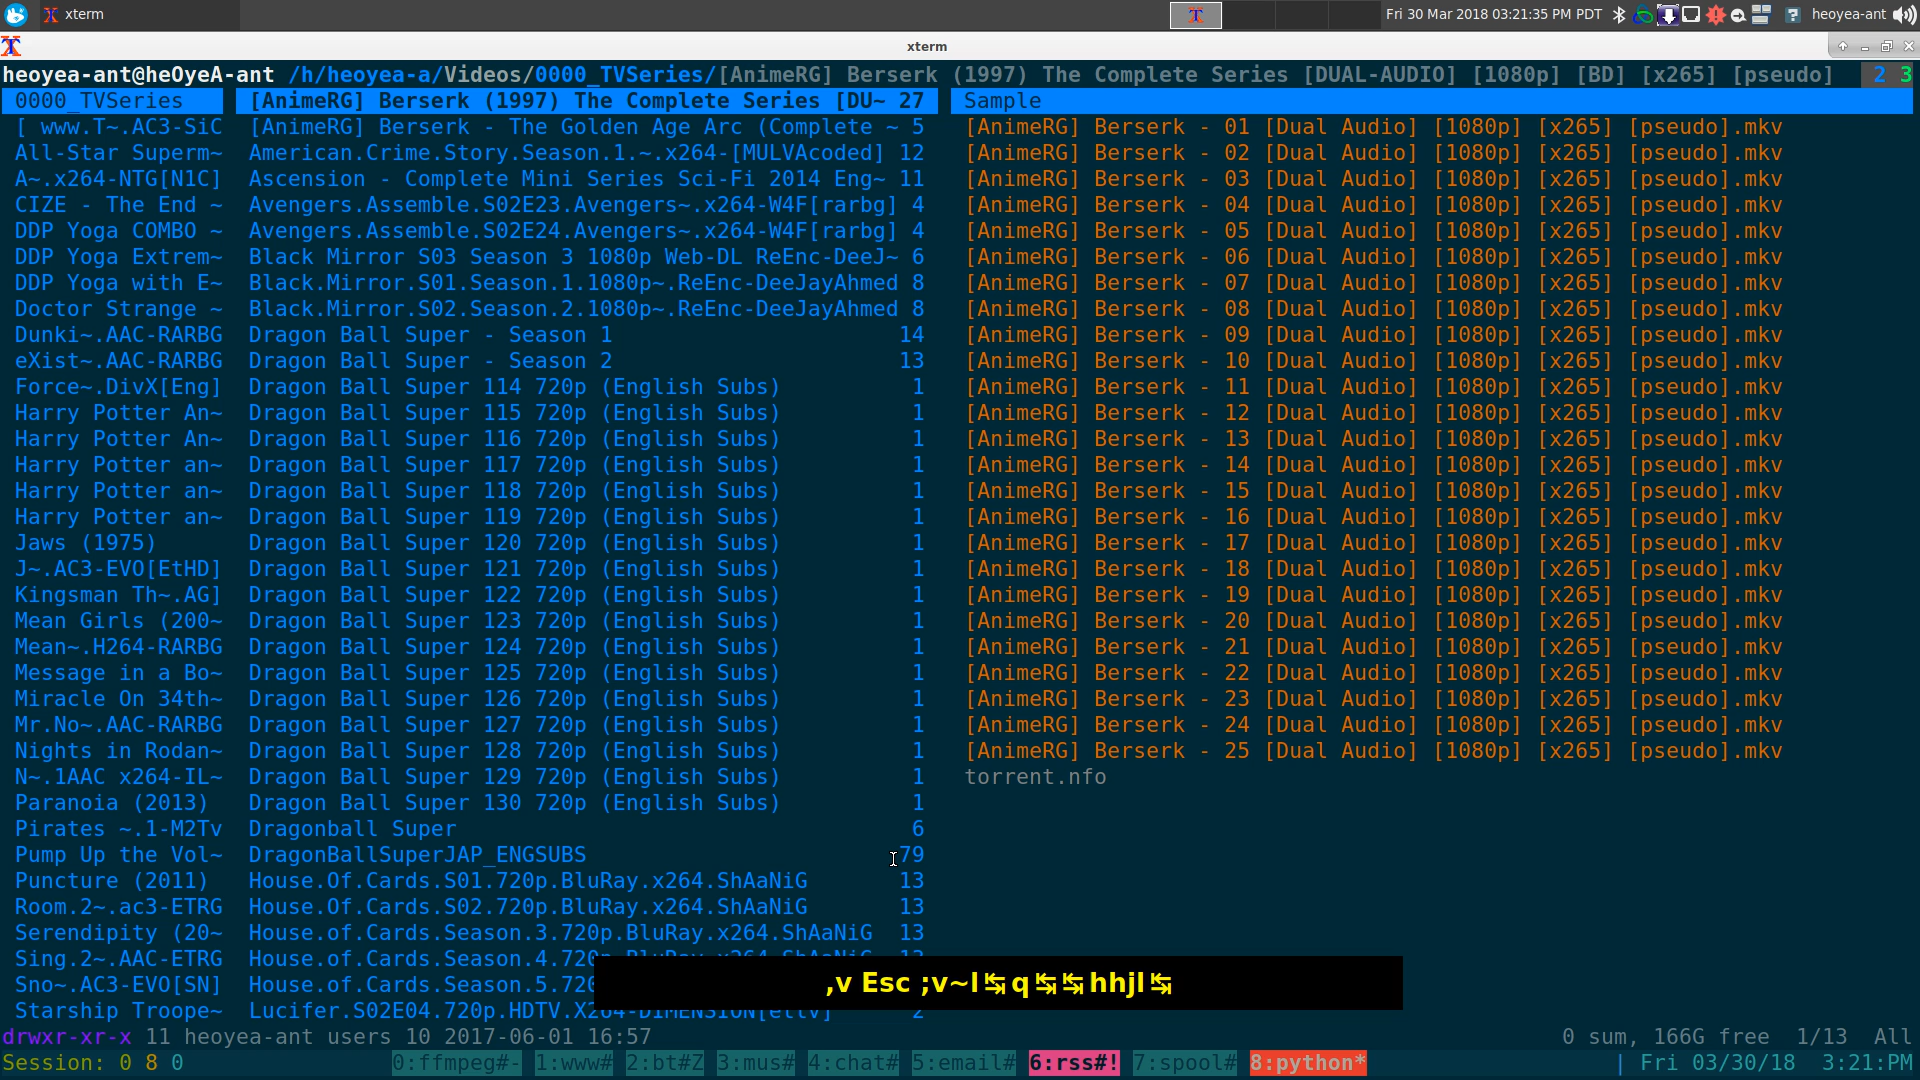 xterm
Fri 30 Mar 2018 03:21:35 PM PDT
heoyea-ant
xterm
heoyea-ant@heOyeA-ant /h/heoyea-a/Videos/0000_TVSeries/[AnimeRG] Berserk (1997) The Complete Series [DUAL-AUDIO] [1080p] [BD] [x265] [pseudo] 2 3
0000_TVSeries [AnimeRG] Berserk (1997) The Complete Series [DU~ 27 Sample
[ www.T~.AC3-SiC [AnimeRG] Berserk - The Golden Age Arc (Complete ~ 5 [AnimeRG] Berserk - 01 [Dual Audio] [1080p] [x265] [pseudo].mkv
All-Star Superm~ American.Crime.Story.Season.1.~.x264-[MULVAcoded] 12 [AnimeRG] Berserk - 02 [Dual Audio] [1080p] [x265] [pseudo].mkv
A~.x264-NTG[N1C] Ascension - Complete Mini Series Sci-Fi 2014 Eng~ 11 [AnimeRG] Berserk - 03 [Dual Audio] [1080p] [x265] [pseudo].mkv
CIZE - The End ~ Avengers.Assemble.S02E23.Avengers~.x264-W4F[rarbg] 4 [AnimeRG] Berserk - 04 [Dual Audio] [1080p] [x265] [pseudo].mkv
DDP Yoga COMBO ~ Avengers.Assemble.S02E24.Avengers~.x264-W4F[rarbg] 4 [AnimeRG] Berserk - 05 [Dual Audio] [1080p] [x265] [pseudo].mkv
DDP Yoga Extrem~ Black Mirror S03 Season 3 1080p Web-DL ReEnc-DeeJ~ 6 [AnimeRG] Berserk - 06 [Dual Audio] [1080p] [x265] [pseudo].mkv
DDP Yoga with E~ Black.Mirror.S01.Season.1.1080p~.ReEnc-DeeJayAhmed 8 [AnimeRG] Berserk - 07 [Dual Audio] [1080p] [x265] [pseudo].mkv
Doctor Strange ~ Black.Mirror.S02.Season.2.1080p~.ReEnc-DeeJayAhmed 8 [AnimeRG] Berserk - 08 [Dual Audio] [1080p] [x265] [pseudo].mkv
Dunki~.AAC-RARBG Dragon Ball Super - Season 1 14 [AnimeRG] Berserk - 09 [Dual Audio] [1080p] [x265] [pseudo].mkv
eXist~.AAC-RARBG Dragon Ball Super - Season 2 13 [AnimeRG] Berserk - 10 [Dual Audio] [1080p] [x265] [pseudo].mkv
Force~.DivX[Eng] Dragon Ball Super 114 720p (English Subs) 1 [AnimeRG] Berserk - 11 [Dual Audio] [1080p] [x265] [pseudo].mkv
Harry Potter An~ Dragon Ball Super 115 720p (English Subs) 1 [AnimeRG] Berserk - 12 [Dual Audio] [1080p] [x265] [pseudo].mkv
Harry Potter An~ Dragon Ball Super 116 720p (English Subs) 1 [AnimeRG] Berserk - 13 [Dual Audio] [1080p] [x265] [pseudo].mkv
Harry Potter an~ Dragon Ball Super 117 720p (English Subs) 1 [AnimeRG] Berserk - 14 [Dual Audio] [1080p] [x265] [pseudo].mkv
Harry Potter an~ Dragon Ball Super 118 720p (English Subs) 1 [AnimeRG] Berserk - 15 [Dual Audio] [1080p] [x265] [pseudo].mkv
Harry Potter an~ Dragon Ball Super 119 720p (English Subs) 1 [AnimeRG] Berserk - 16 [Dual Audio] [1080p] [x265] [pseudo].mkv
Jaws (1975) Dragon Ball Super 120 720p (English Subs) 1 [AnimeRG] Berserk - 17 [Dual Audio] [1080p] [x265] [pseudo].mkv
J~.AC3-EVO[EtHD] Dragon Ball Super 121 720p (English Subs) 1 [AnimeRG] Berserk - 18 [Dual Audio] [1080p] [x265] [pseudo].mkv
Kingsman Th~.AG] Dragon Ball Super 122 720p (English Subs) 1 [AnimeRG] Berserk - 19 [Dual Audio] [1080p] [x265] [pseudo].mkv
Mean Girls (200~ Dragon Ball Super 123 720p (English Subs) 1 [AnimeRG] Berserk - 20 [Dual Audio] [1080p] [x265] [pseudo].mkv
Mean~.H264-RARBG Dragon Ball Super 124 720p (English Subs) 1 [AnimeRG] Berserk - 21 [Dual Audio] [1080p] [x265] [pseudo].mkv
Message in a Bo~ Dragon Ball Super 125 720p (English Subs) 1 [AnimeRG] Berserk - 22 [Dual Audio] [1080p] [x265] [pseudo].mkv
Miracle On 34th~ Dragon Ball Super 126 720p (English Subs) 1 [AnimeRG] Berserk - 23 [Dual Audio] [1080p] [x265] [pseudo].mkv
Mr.No~.AAC-RARBG Dragon Ball Super 127 720p (English Subs) 1 [AnimeRG] Berserk - 24 [Dual Audio] [1080p] [x265] [pseudo].mkv
Nights in Rodan~ Dragon Ball Super 128 720p (English Subs) 1 [AnimeRG] Berserk - 25 [Dual Audio] [1080p] [x265] [pseudo].mkv
N~.1AAC x264-IL~ Dragon Ball Super 129 720p (English Subs) 1 torrent.nfo
Paranoia (2013) Dragon Ball Super 130 720p (English Subs) 1
Pirates ~.1-M2Tv Dragonball Super 6
Pump Up the Vol~ DragonBallSuperJAP_ENGSUBS 79
Puncture (2011) House.Of.Cards.S01.720p.BluRay.x264.ShAaNiG 13
Room.2~.ac3-ETRG House.Of.Cards.S02.720p.BluRay.x264.ShAaNiG 13
Serendipity (20~ House.of.Cards.Season.3.720p.BluRay.x264.ShAaNiG 13
Sing.2~.AAC-ETRG House.of.Cards.Season.4.720p.BluRay.x264.ShAaNiG 13
Sno~.AC3-EVO[SN] House.of.Cards.Season.5.720
,v Esc ;v~l↹q↹↹hhjl↹
Starship Troope~ Lucifer.S02E04.720p.HDTV.X264-DIMENSION[ettv] 2
drwxr-xr-x 11 heoyea-ant users 10 2017-06-01 16:57 0 sum, 166G free 1/13 All
Session: 0 8 0 0:ffmpeg#- 1:www# 2:bt#Z 3:mus# 4:chat# 5:email# 6:rss#! 7:spool# 8:python* | Fri 03/30/18 3:21:PM